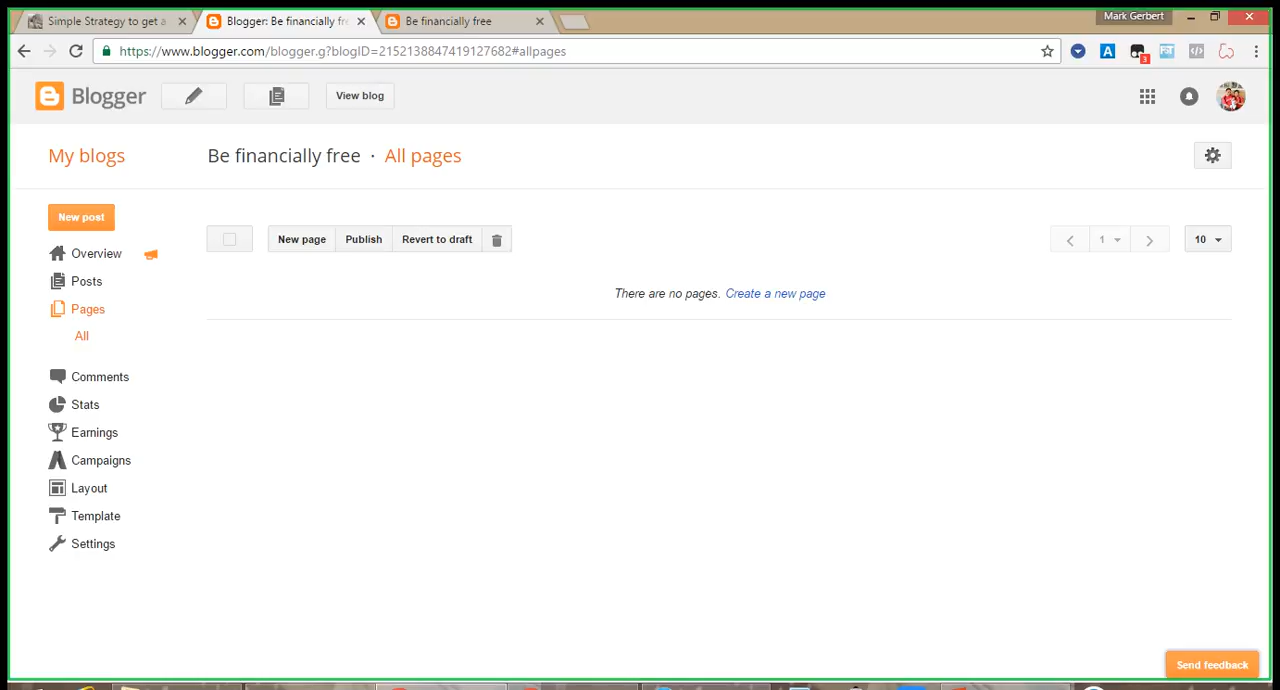 Simple Strategy to get a
Blogger: Be financially fre
Be financially free
Mark Gerbert
https://www.blogger.com/blogger.g?blogID=2152138847419127682#allpages
3
Blogger
View blog
My blogs
Be financially free · All pages
New post
New page
Publish
Revert to draft
1
10
Overview
Posts
There are no pages. Create a new page
Pages
All
Comments
Stats
Earnings
Campaigns
Layout
Template
Settings
Send feedback